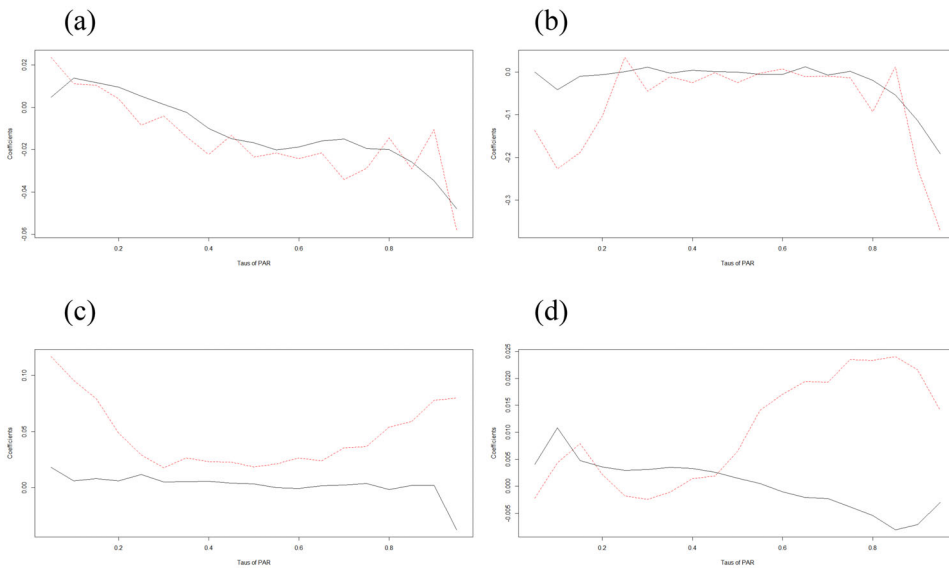 (a)
(b)
Coefficients
0.02
0.00
-0.02
-0.04
-0.06
0.2
0.4
0.6
0.8
Taus of PAR
Coefficients
0.0
-0.1
-0.2
-0.3
0.2
0.4
0.6
0.8
Taus of PAR
(c)
(d)
Coefficients
0.10
0.05
0.00
0.2
0.4
0.6
0.8
Taus of PAR
Coefficients
0.025
0.020
0.015
0.010
0.005
0.000
-0.005
0.2
0.4
0.6
0.8
Taus of PAR